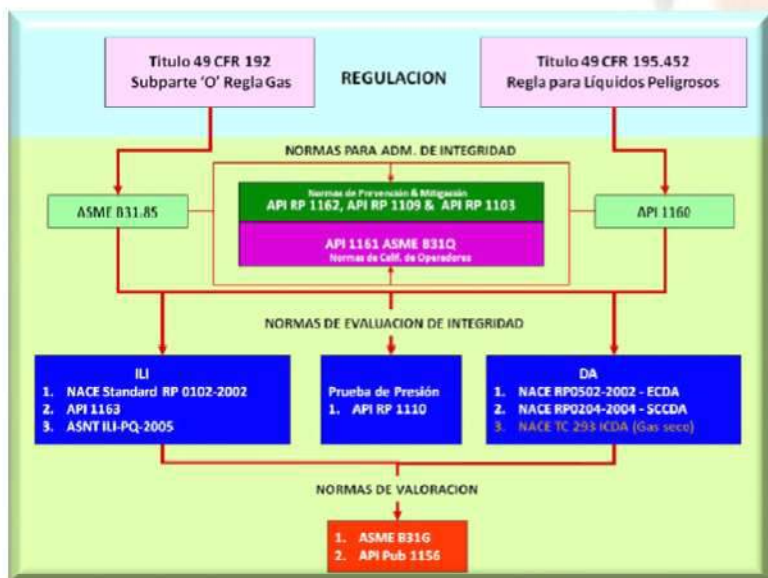 Titulo 49 CFR 192
Subparte 'O' Regla Gas
REGULACION
Titulo 49 CFR 195.452
Regla para Líquidos Peligrosos
NORMAS PARA ADM. DE INTEGRIDAD
ASME B31.8S
Normas de Prevención & Mitigación
API RP 1162, API RP 1109 & API RP 1103
API 1161 ASME B31Q
Normas de Calif. de Operadores
API 1160
NORMAS DE EVALUACION DE INTEGRIDAD
ILI
1. NACE Standard RP 0102-2002
2. API 1163
3. ASNT ILI-PQ-2005
Prueba de Presión
1. API RP 1110
DA
1. NACE RP0502-2002 - ECDA
2. NACE RP0204-2004 - SCCDA
3. NACE TC 293 ICDA (Gas seco)
NORMAS DE VALORACION
1. ASME B31G
2. API Pub 1156